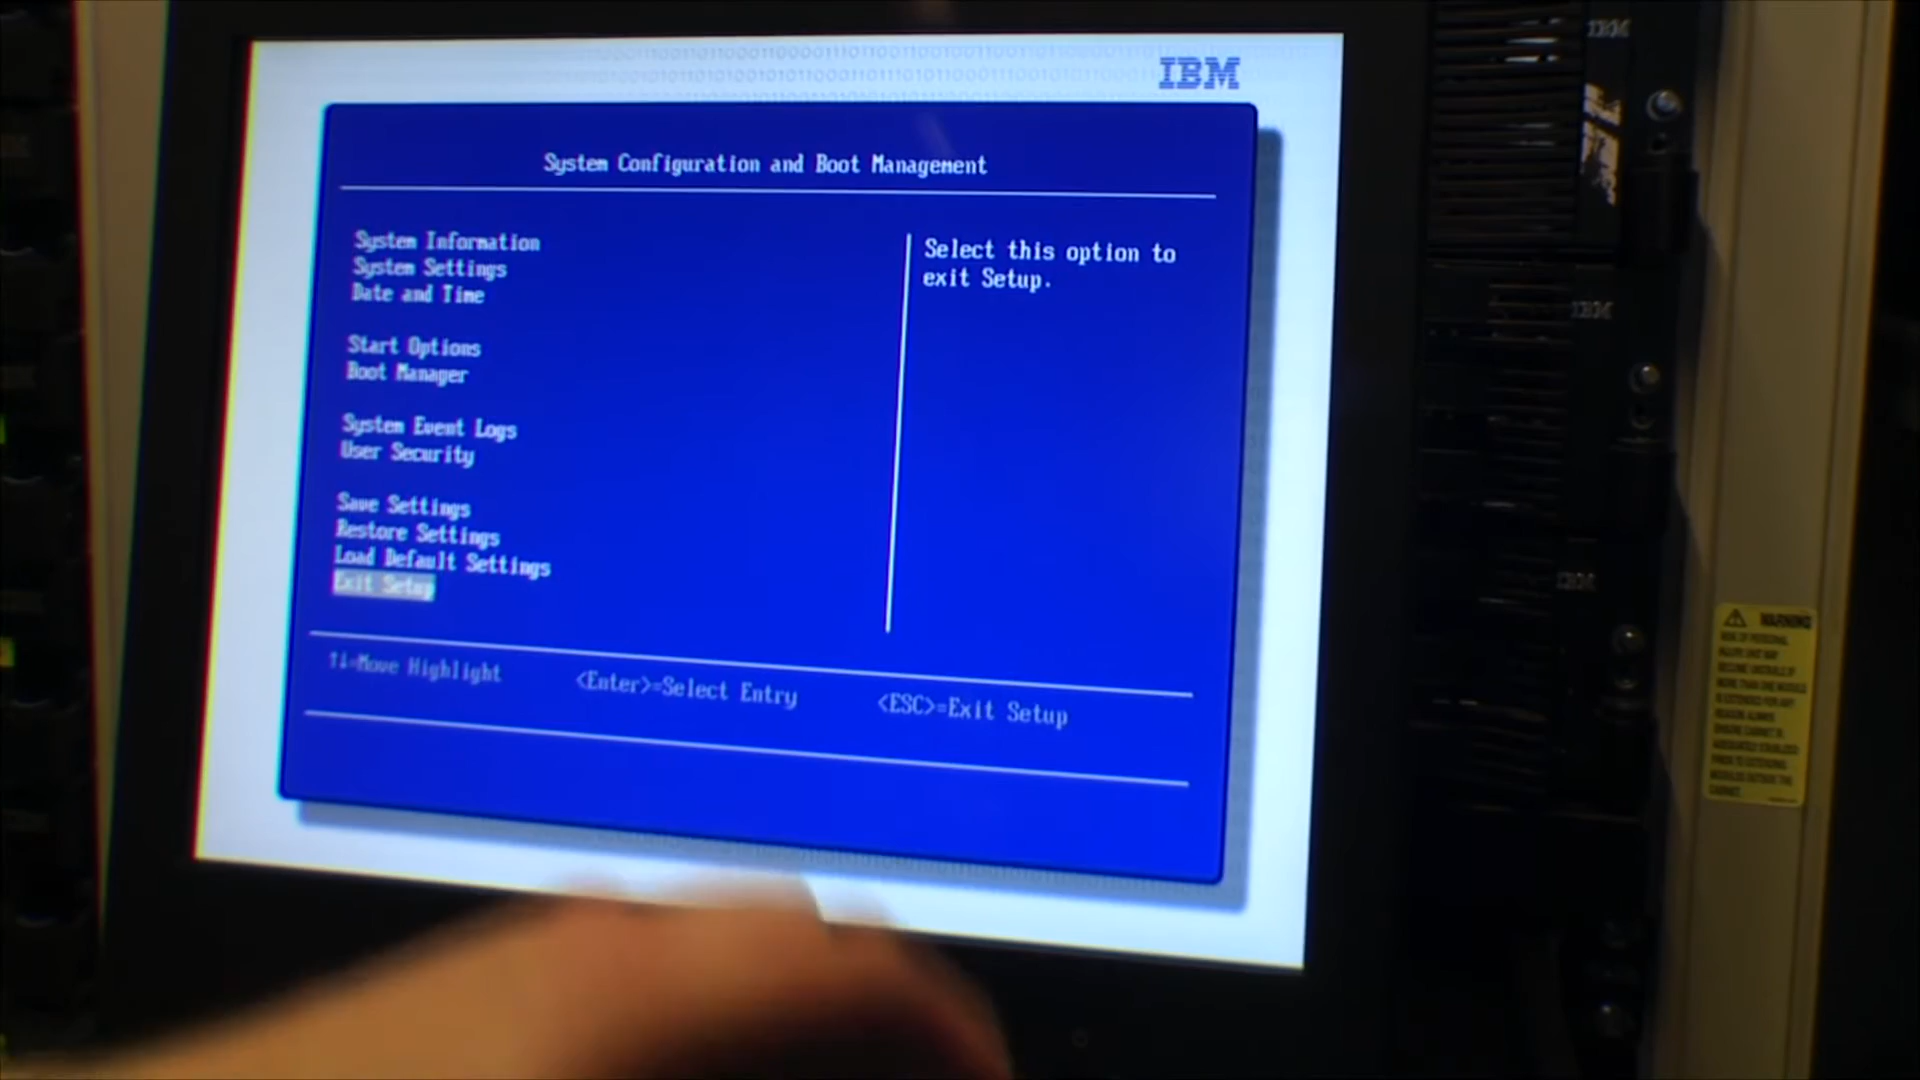 IBM
System Configuration and Boot Management
System Information
System Settings
Date and Time
Start Options
Boot Manager
System Event Logs
User Security
Save Settings
Restore Settings
Load Default Settings
Exit Setup
Select this option to
exit Setup.
↑↓=Move Highlight
<Enter>=Select Entry
<ESC>=Exit Setup
IBM
IBM
IBM
WARNING